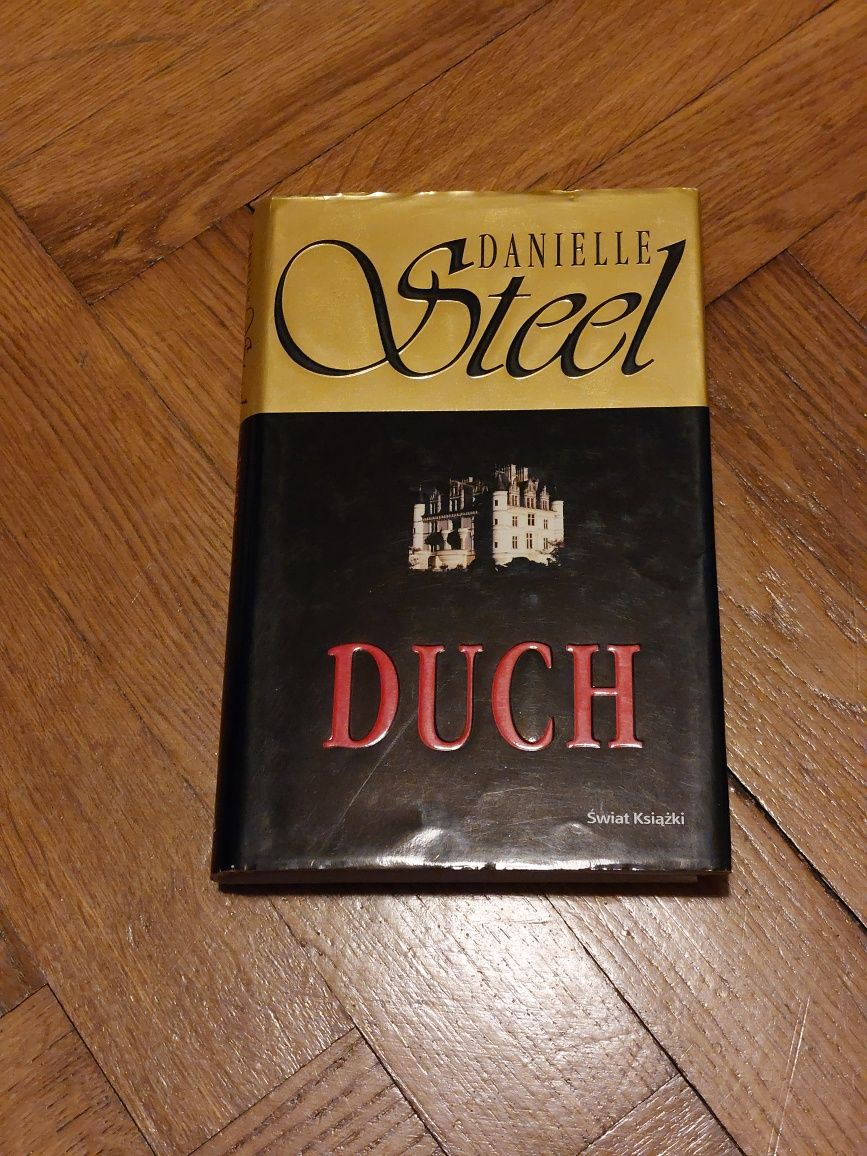 DANIELLE
Steel
DUCH
Świat Książki